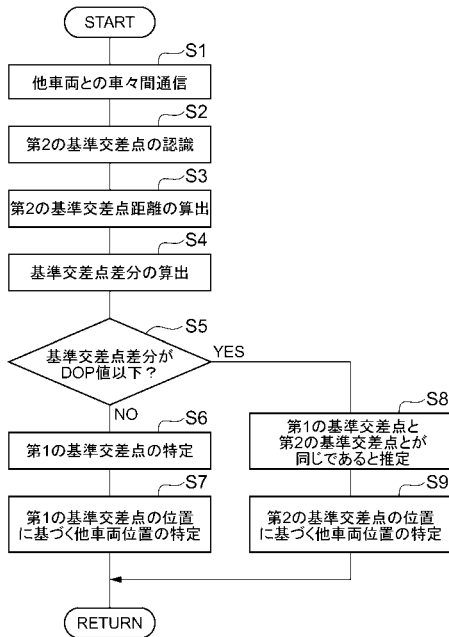 START
S1
他車両との車々間通信
S2
第2の基準交差点の認識
S3
第2の基準交差点距離の算出
S4
基準交差点差分の算出
S5
基準交差点差分が
DOP値以下？
YES
NO
S6
第1の基準交差点の特定
S7
第1の基準交差点の位置
に基づく他車両位置の特定
S8
第1の基準交差点と
第2の基準交差点とが
同じであると推定
S9
第2の基準交差点の位置
に基づく他車両位置の特定
RETURN